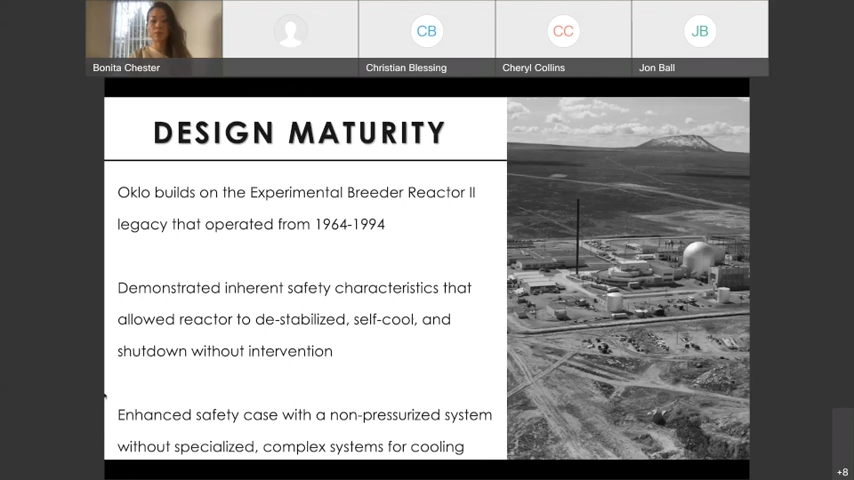 CB
CC
JB
Bonita Chester
Christian Blessing
Cheryl Collins
Jon Ball
DESIGN MATURITY
Oklo builds on the Experimental Breeder Reactor II
legacy that operated from 1964-1994
Demonstrated inherent safety characteristics that
allowed reactor to de-stabilized, self-cool, and
shutdown without intervention
Enhanced safety case with a non-pressurized system
without specialized, complex systems for cooling
+8